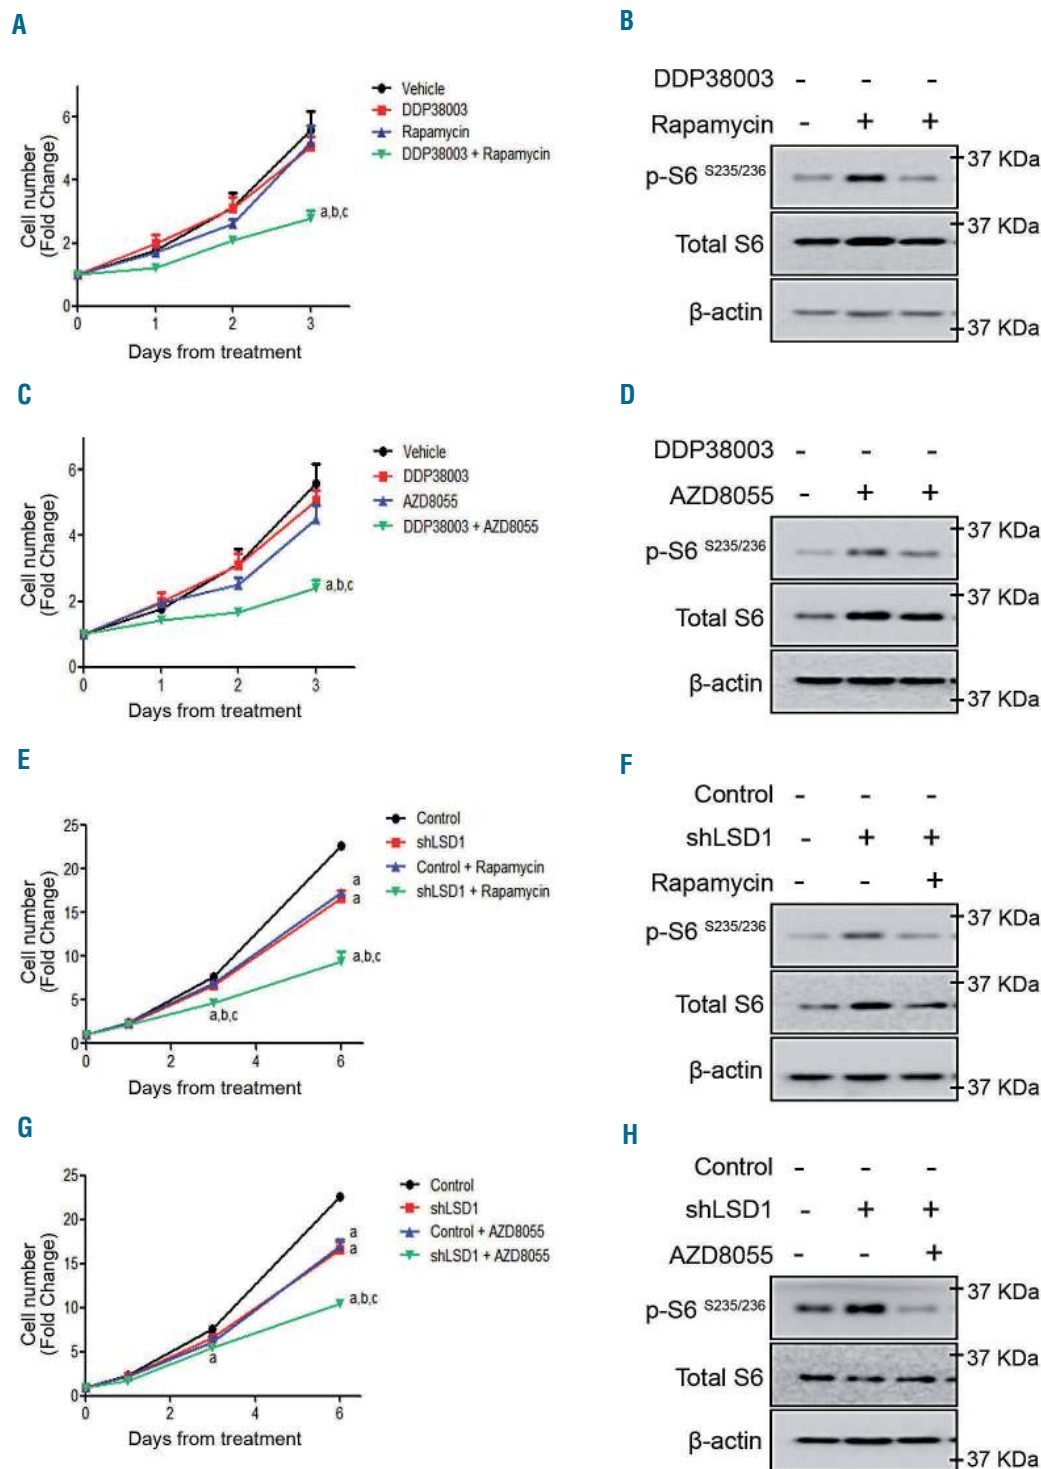 A
Vehicle
DDP38003
Rapamycin
DDP38003 + Rapamycin
Cell number
(Fold Change)
6
4
2
0
a,b,c
0 1 2 3
Days from treatment
B
DDP38003 - - -
Rapamycin - + +
p-S6 S235/236
37 KDa
Total S6
37 KDa
β-actin
37 KDa
C
Vehicle
DDP38003
AZD8055
DDP38003 + AZD8055
Cell number
(Fold Change)
6
4
2
0
a,b,c
0 1 2 3
Days from treatment
D
DDP38003 - - -
AZD8055 - + +
p-S6 S235/236
37 KDa
Total S6
37 KDa
β-actin
37 KDa
E
Control
shLSD1
Control + Rapamycin
shLSD1 + Rapamycin
Cell number
(Fold Change)
25
20
15
10
5
0
a
a
a,b,c
a,b,c
0 2 4 6
Days from treatment
F
Control - - -
shLSD1 - + +
Rapamycin - - +
p-S6 S235/236
37 KDa
Total S6
37 KDa
β-actin
37 KDa
G
Control
shLSD1
Control + AZD8055
shLSD1 + AZD8055
Cell number
(Fold Change)
25
20
15
10
5
0
a
a
a,b,c
a
0 2 4 6
Days from treatment
H
Control - - -
shLSD1 - + +
AZD8055 - - +
p-S6 S235/236
37 KDa
Total S6
37 KDa
β-actin
37 KDa